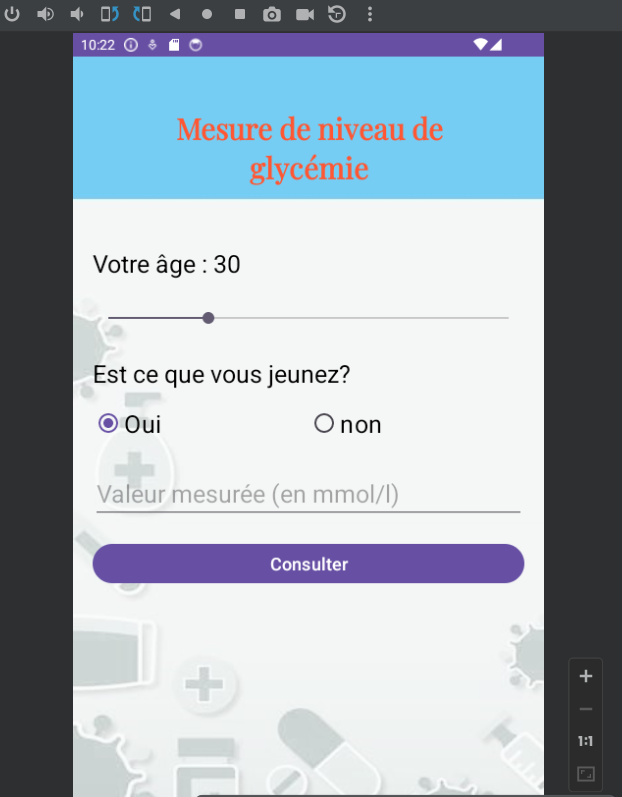 10:22
Mesure de niveau de
glycémie
Votre âge : 30
Est ce que vous jeunez?
Oui
non
Valeur mesurée (en mmol/l)
Consulter
1:1